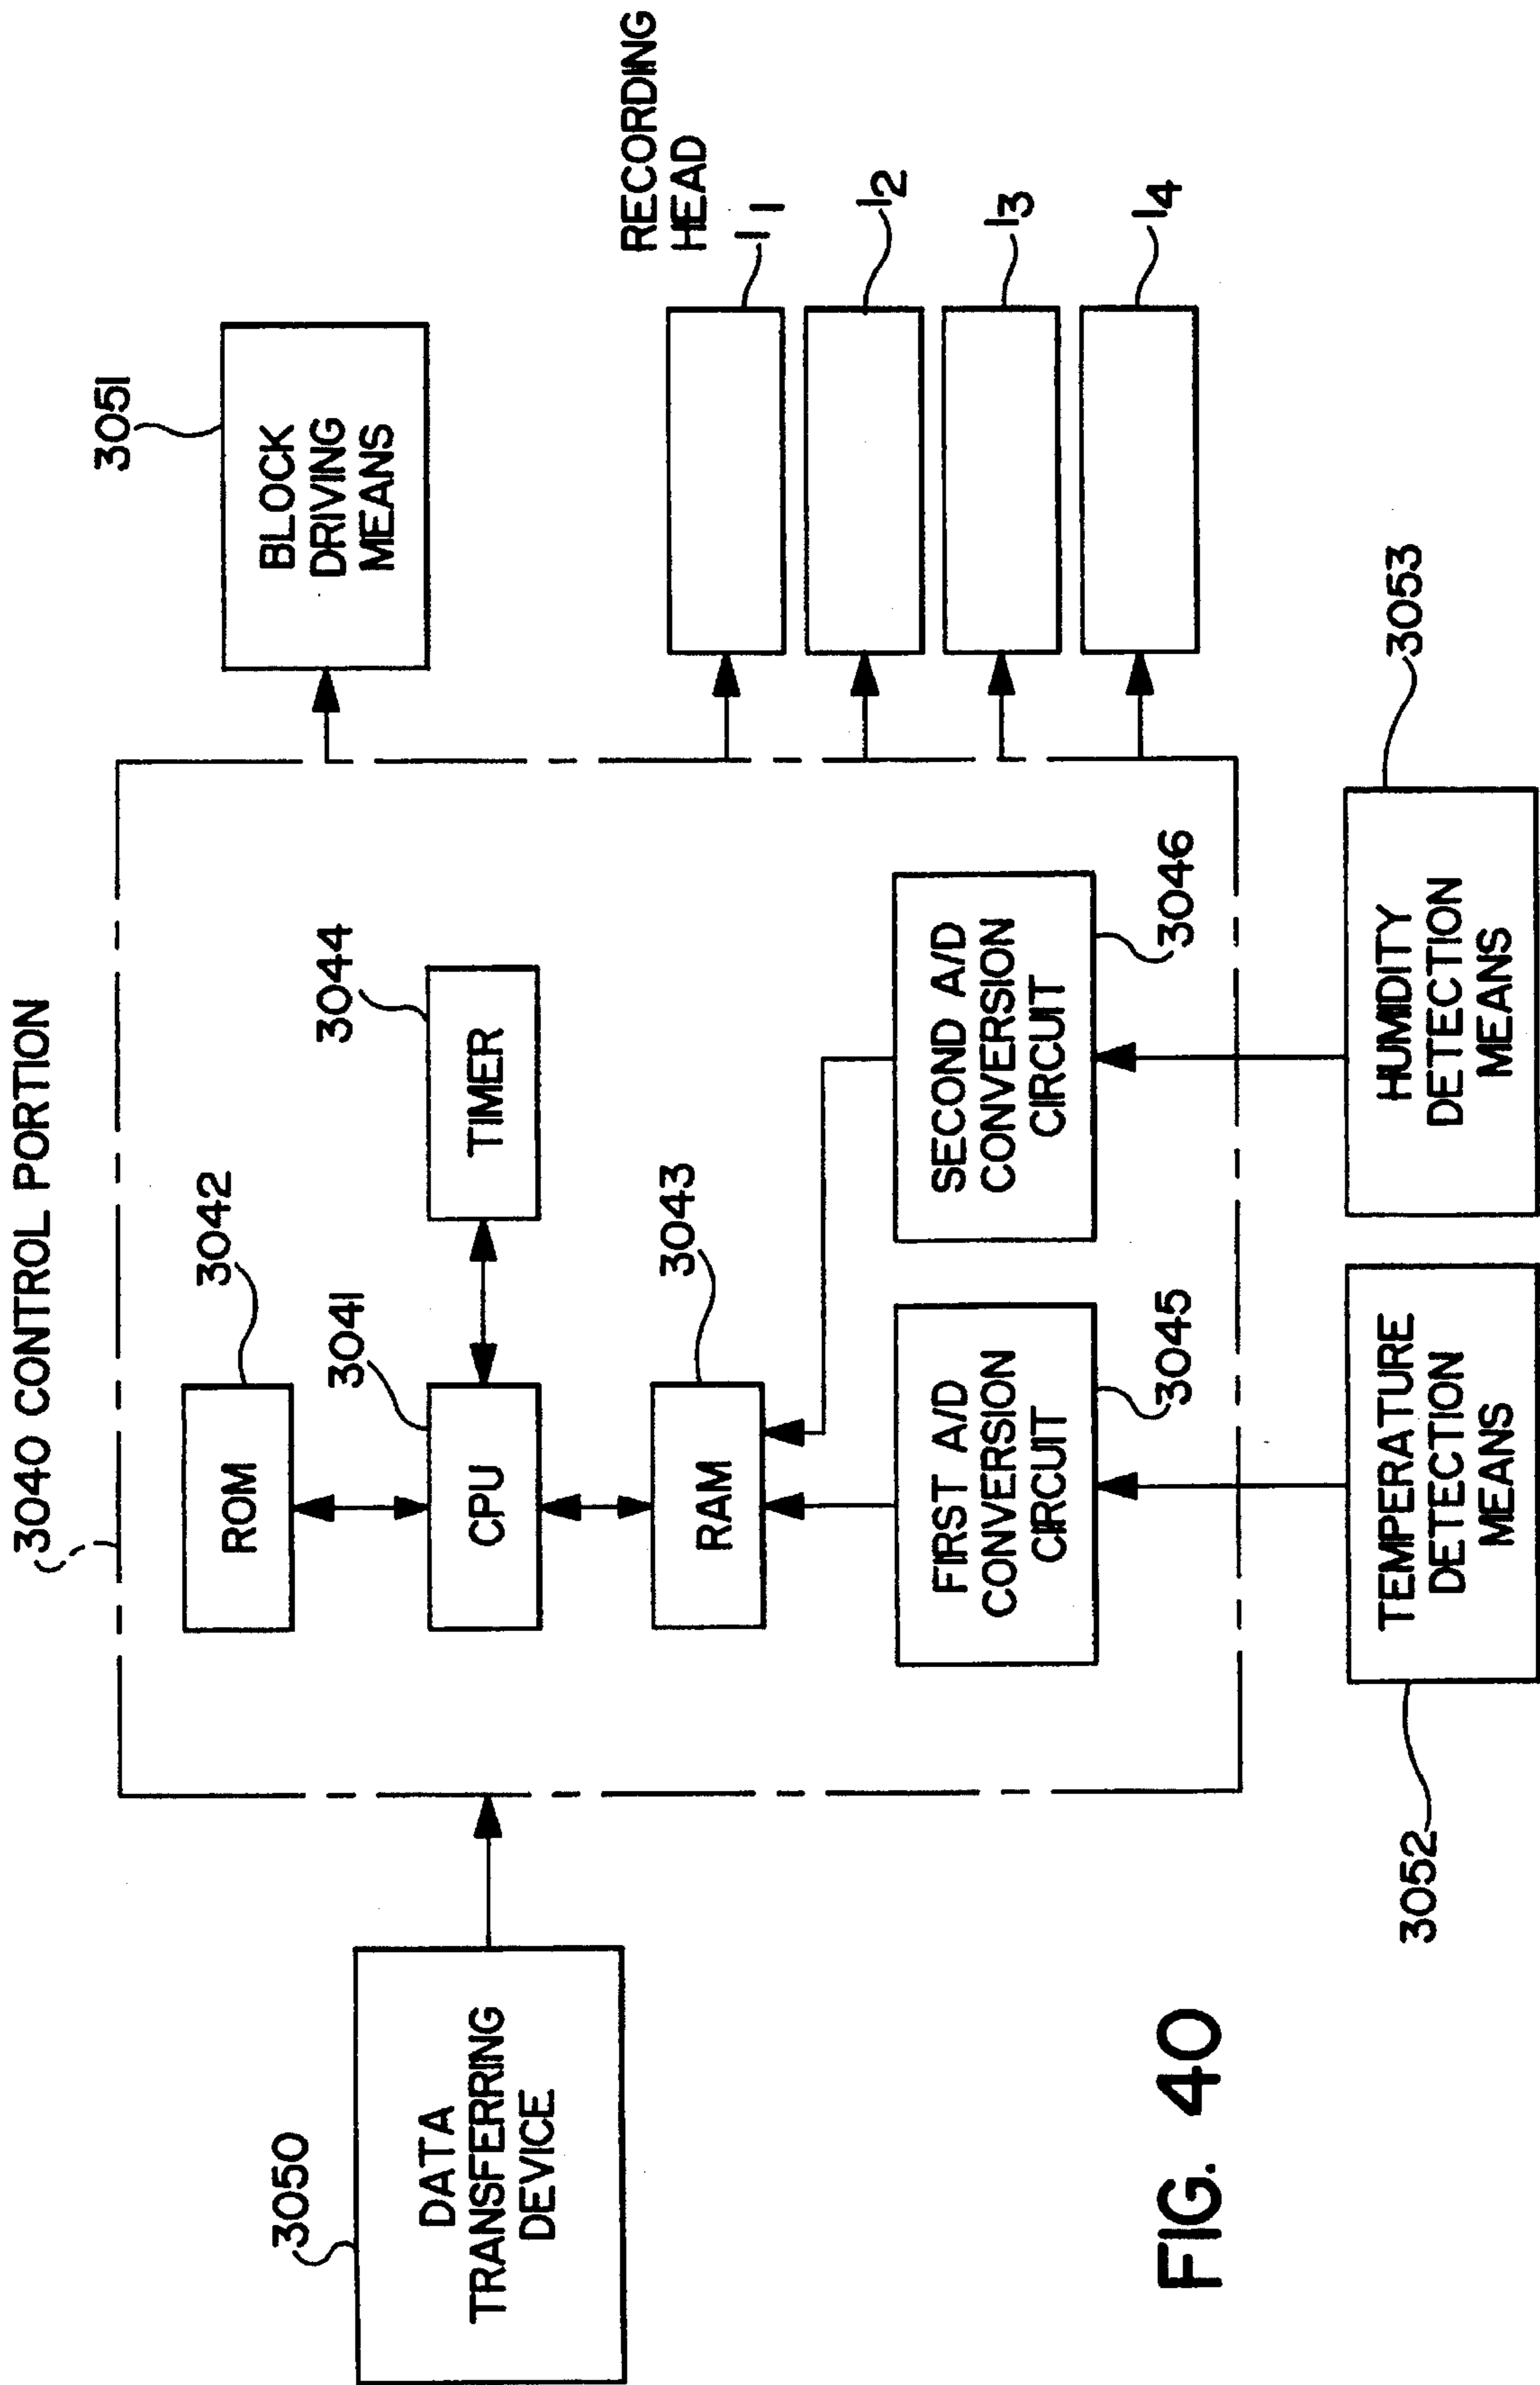 3040 CONTROL PORTION
3050
DATA
TRANSFERRING
DEVICE
3042
ROM
3041
CPU
3044
TIMER
3043
RAM
3045
FIRST A/D
CONVERSION
CIRCUIT
3046
SECOND A/D
CONVERSION
CIRCUIT
3052
TEMPERATURE
DETECTION
MEANS
3053
HUMIDITY
DETECTION
MEANS
3051
BLOCK
DRIVING
MEANS
RECORDING
HEAD
1₁
1₂
1₃
1₄
FIG. 40